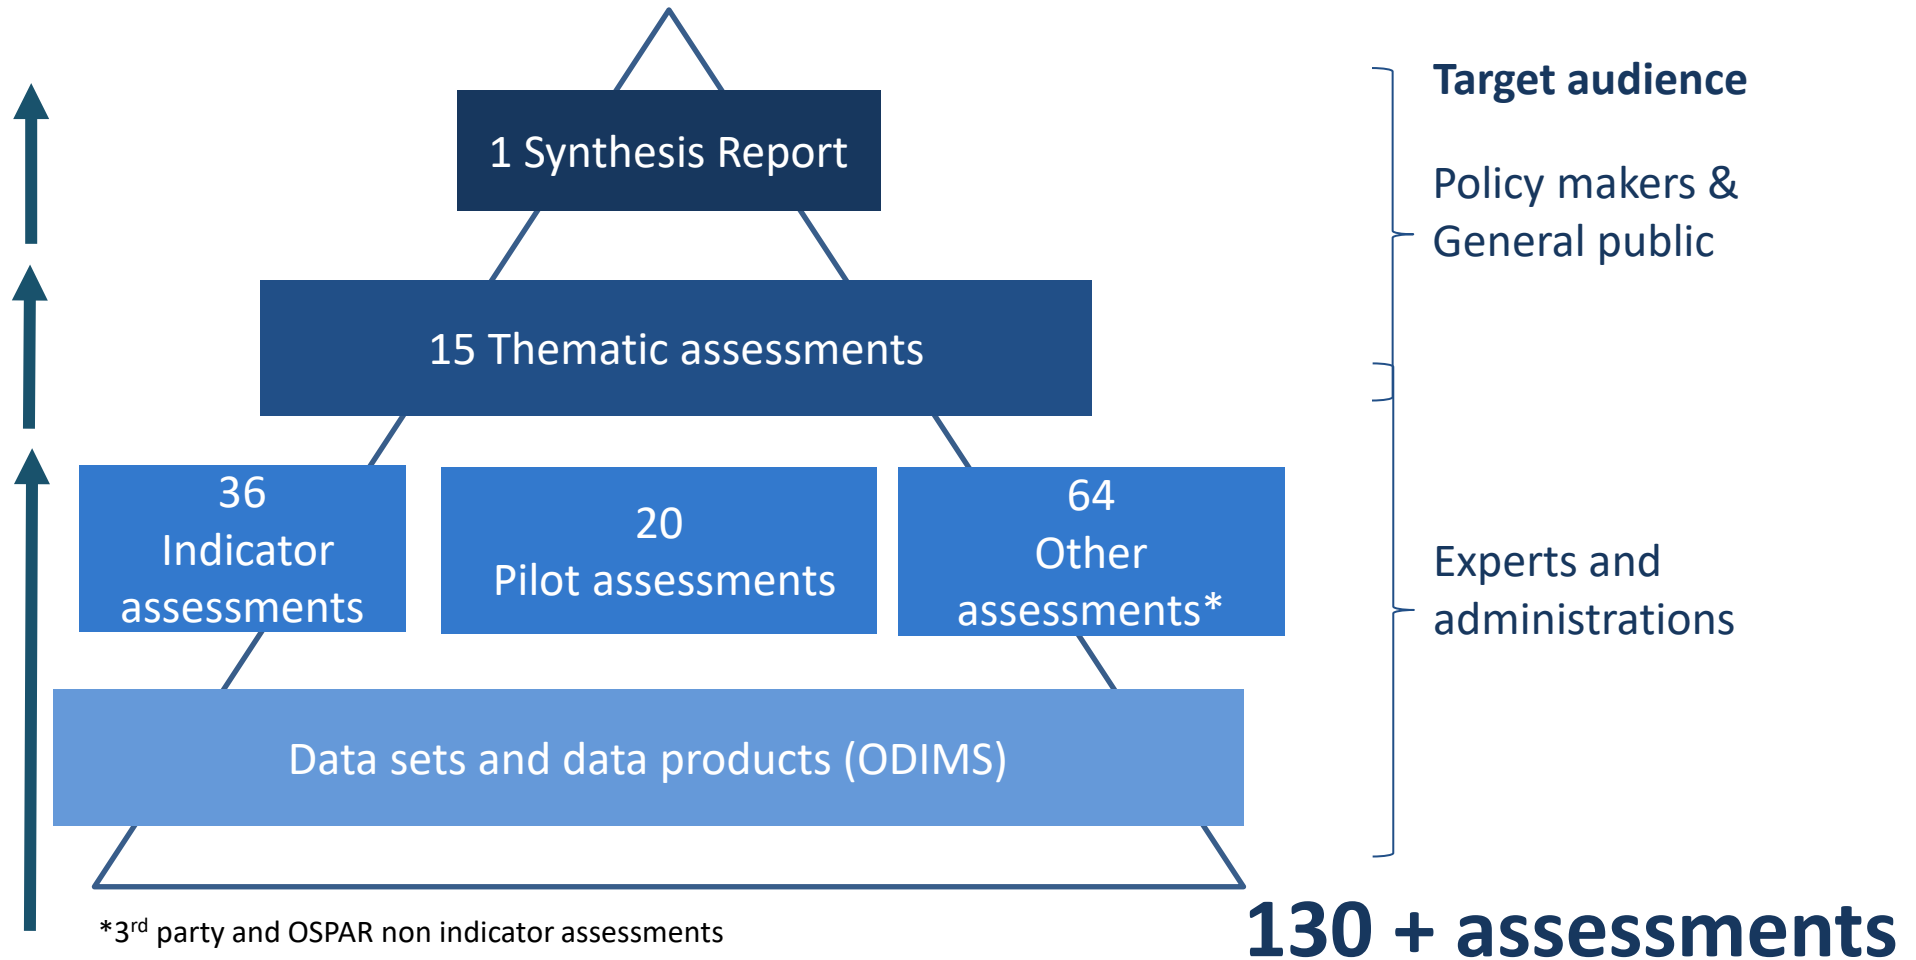 1 Synthesis Report
15 Thematic assessments
36
Indicator
assessments
20
Pilot assessments
64
Other
assessments*
Data sets and data products (ODIMS)
*3rd party and OSPAR non indicator assessments
Target audience
Policy makers &
General public
Experts and
administrations
130 + assessments